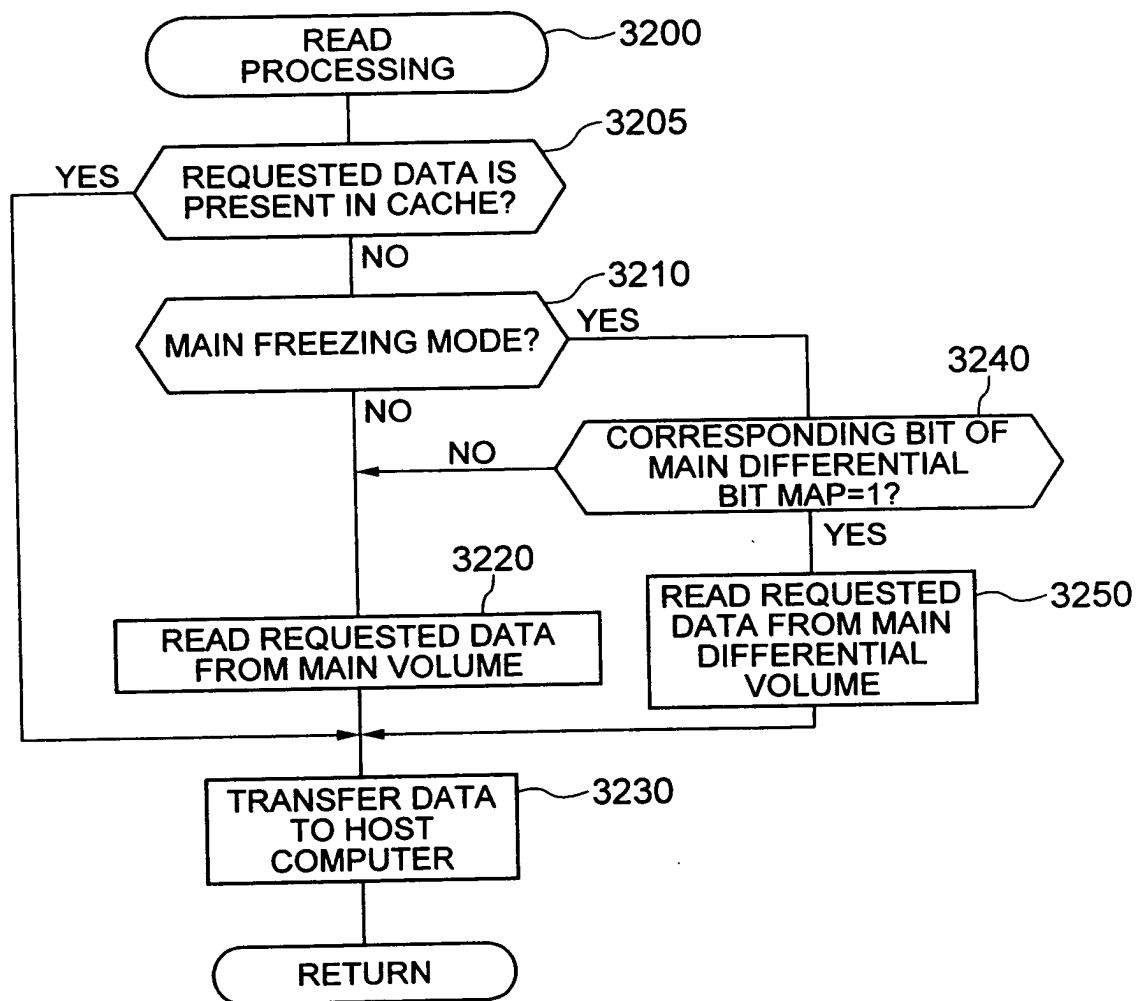 READ
PROCESSING
3200
3205
YES
REQUESTED DATA IS
PRESENT IN CACHE?
NO
3210
MAIN FREEZING MODE?
YES
3240
NO
CORRESPONDING BIT OF
MAIN DIFFERENTIAL
BIT MAP=1?
NO
YES
3220
READ REQUESTED DATA
FROM MAIN VOLUME
READ REQUESTED
DATA FROM MAIN
DIFFERENTIAL
VOLUME
3250
TRANSFER DATA
TO HOST
COMPUTER
3230
RETURN